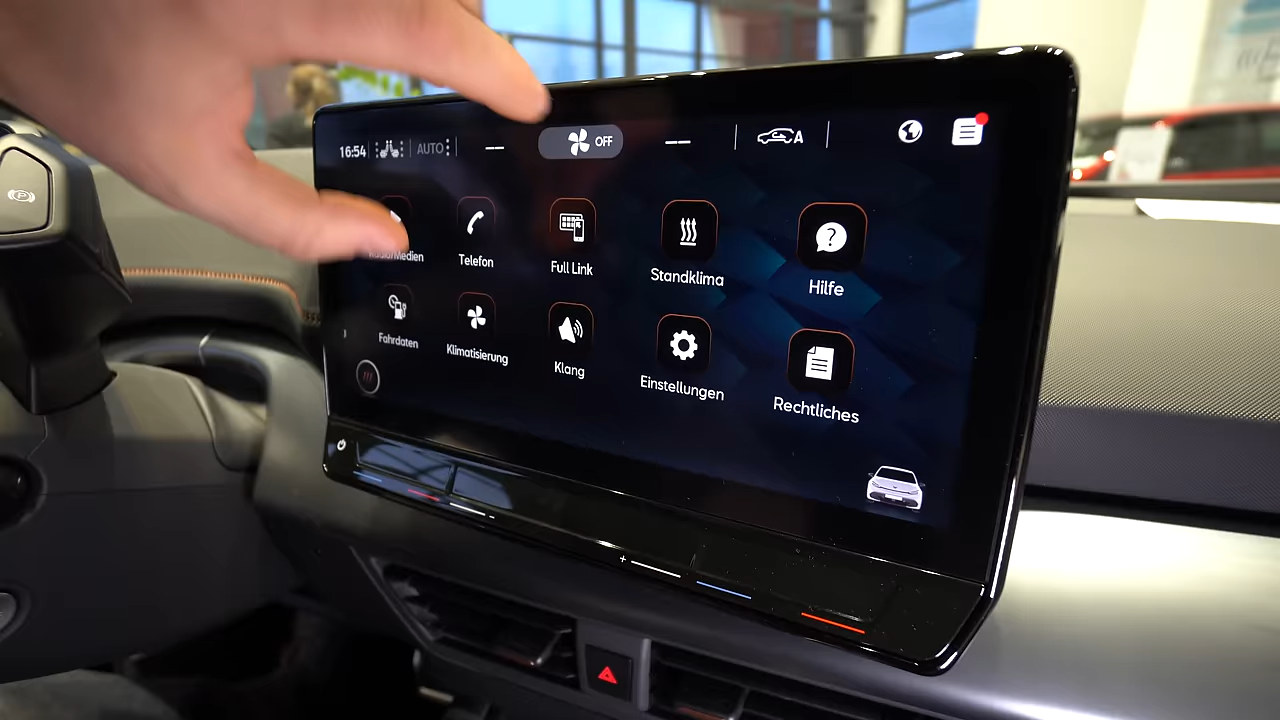 16:54 AUTO OFF A
Radio/Medien Telefon Full Link Standklima Hilfe
Fahrdaten Klimatisierung Klang Einstellungen Rechtliches
P